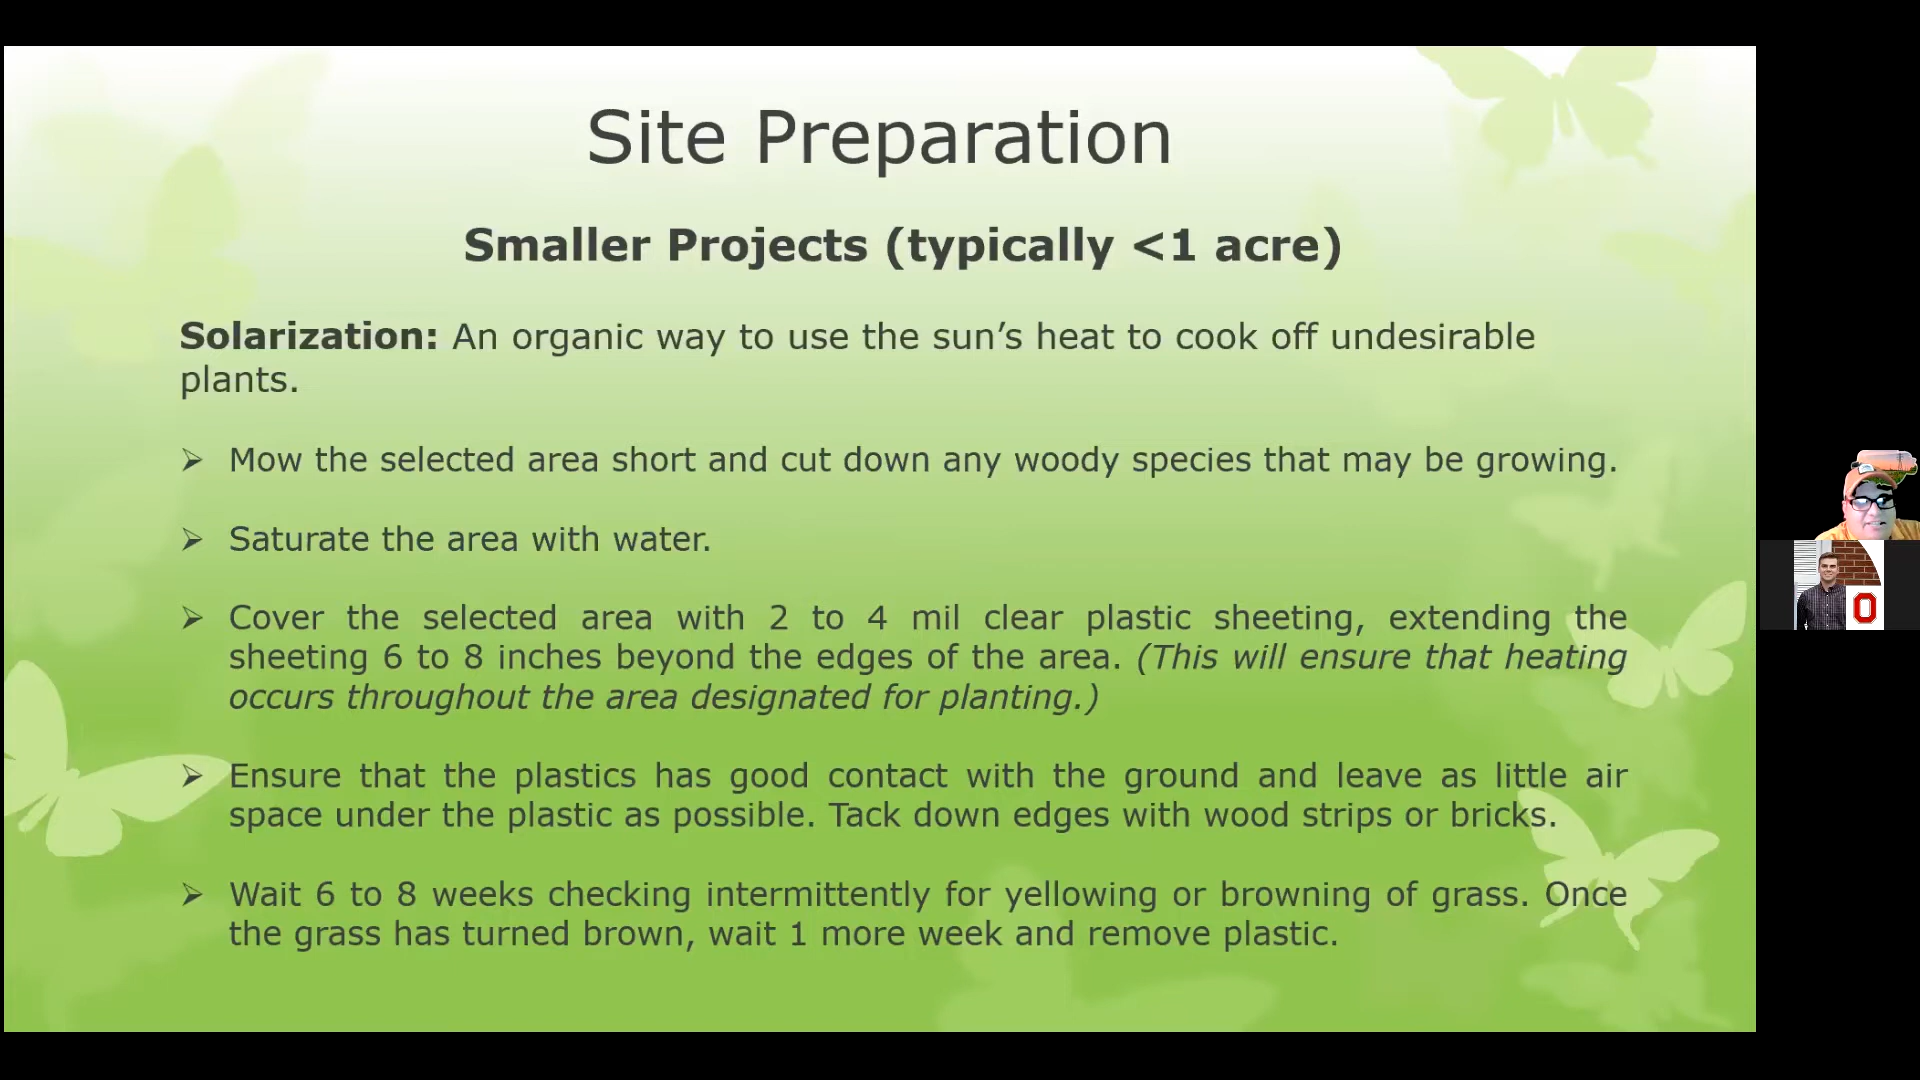 Site Preparation
Smaller Projects (typically <1 acre)
Solarization: An organic way to use the sun’s heat to cook off undesirable
plants.
➢ Mow the selected area short and cut down any woody species that may be growing.
➢ Saturate the area with water.
➢ Cover the selected area with 2 to 4 mil clear plastic sheeting, extending the
sheeting 6 to 8 inches beyond the edges of the area. (This will ensure that heating
occurs throughout the area designated for planting.)
➢ Ensure that the plastics has good contact with the ground and leave as little air
space under the plastic as possible. Tack down edges with wood strips or bricks.
➢ Wait 6 to 8 weeks checking intermittently for yellowing or browning of grass. Once
the grass has turned brown, wait 1 more week and remove plastic.
O